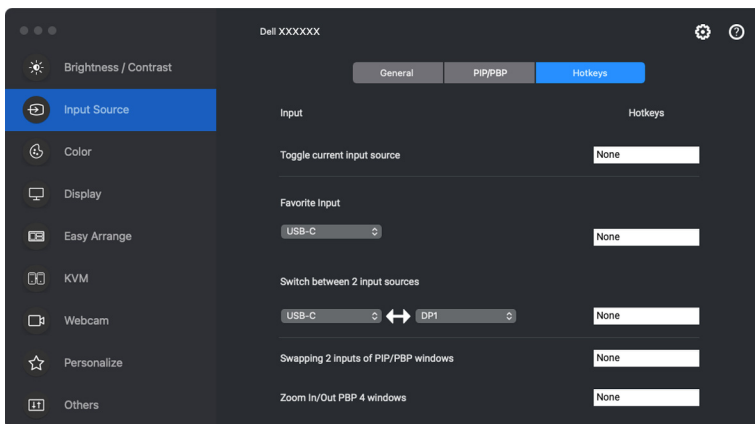 Dell XXXXXX
Brightness / Contrast
Input Source
Color
Display
Easy Arrange
KVM
Webcam
Personalize
Others
General PIP/PBP Hotkeys
Input Hotkeys
Toggle current input source None
Favorite Input
USB-C None
Switch between 2 input sources
USB-C DP1 None
Swapping 2 inputs of PIP/PBP windows None
Zoom In/Out PBP 4 windows None